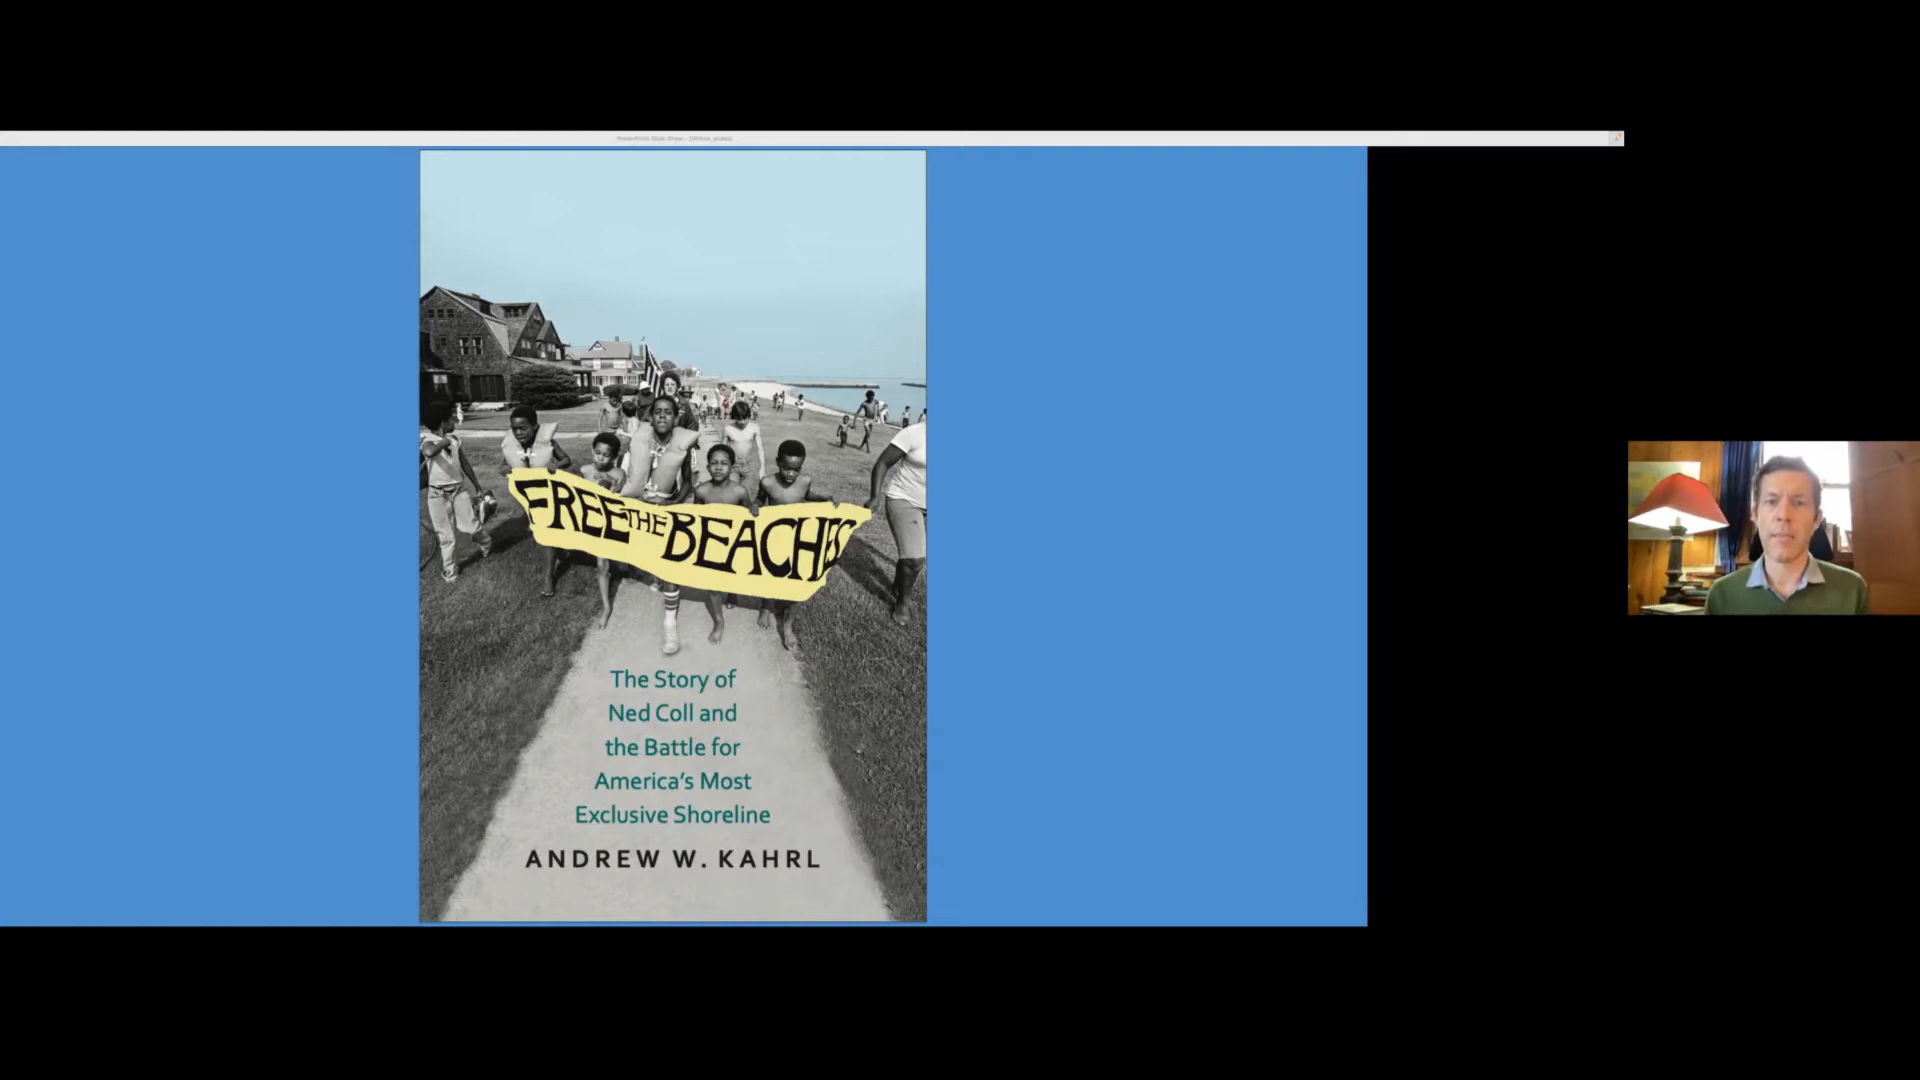 FREE THE BEACHES
The Story of
Ned Coll and
the Battle for
America's Most
Exclusive Shoreline
ANDREW W. KAHRL